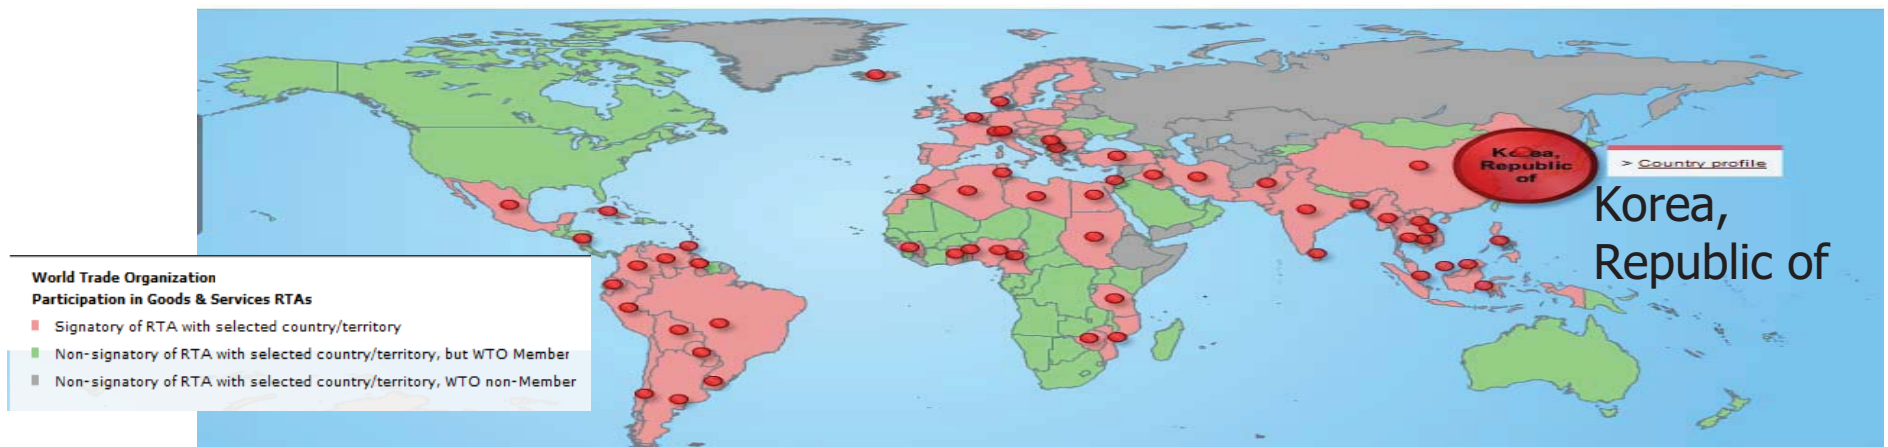 Korea,
Republic
of
> Country profile
Korea,
Republic of
World Trade Organization
Participation in Goods & Services RTAs
Signatory of RTA with selected country/territory
Non-signatory of RTA with selected country/territory, but WTO Member
Non-signatory of RTA with selected country/territory, WTO non-Member